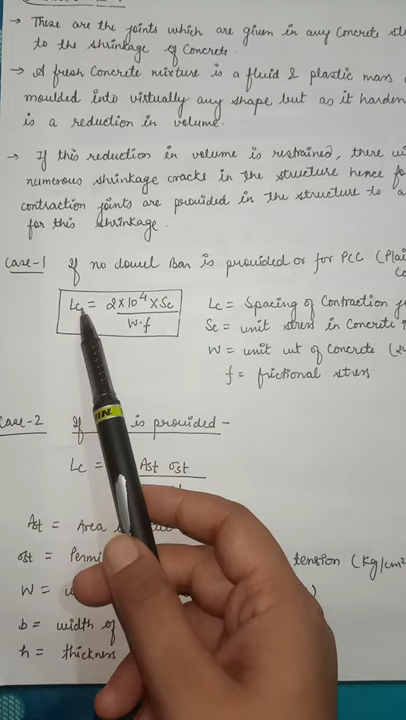 → These are the joints which are given in any Concrete
to the shrinkage of Concrete.
→ A fresh Concrete mixture is a fluid & plastic mass
moulded into virtually any shape but as it harden
is a reduction in volume.
→ If this reduction in volume is restrained, there
numerous shrinkage cracks in the structure hence
contraction joints are provided in the structure to
for this shrinkage.
Case-1 If no dowel Bar is provided or for PCC (Plai
Lc = 2×10⁴×Sc / W.f
Lc = Spacing of Contraction
Sc = unit stress in Concrete
W = unit wt of Concrete
f = frictional stress
Case-2 If is provided -
Lc = Ast σst
Ast = Area
σst = Permi tension (Kg/cm²
W =
b = width of
h = thickness